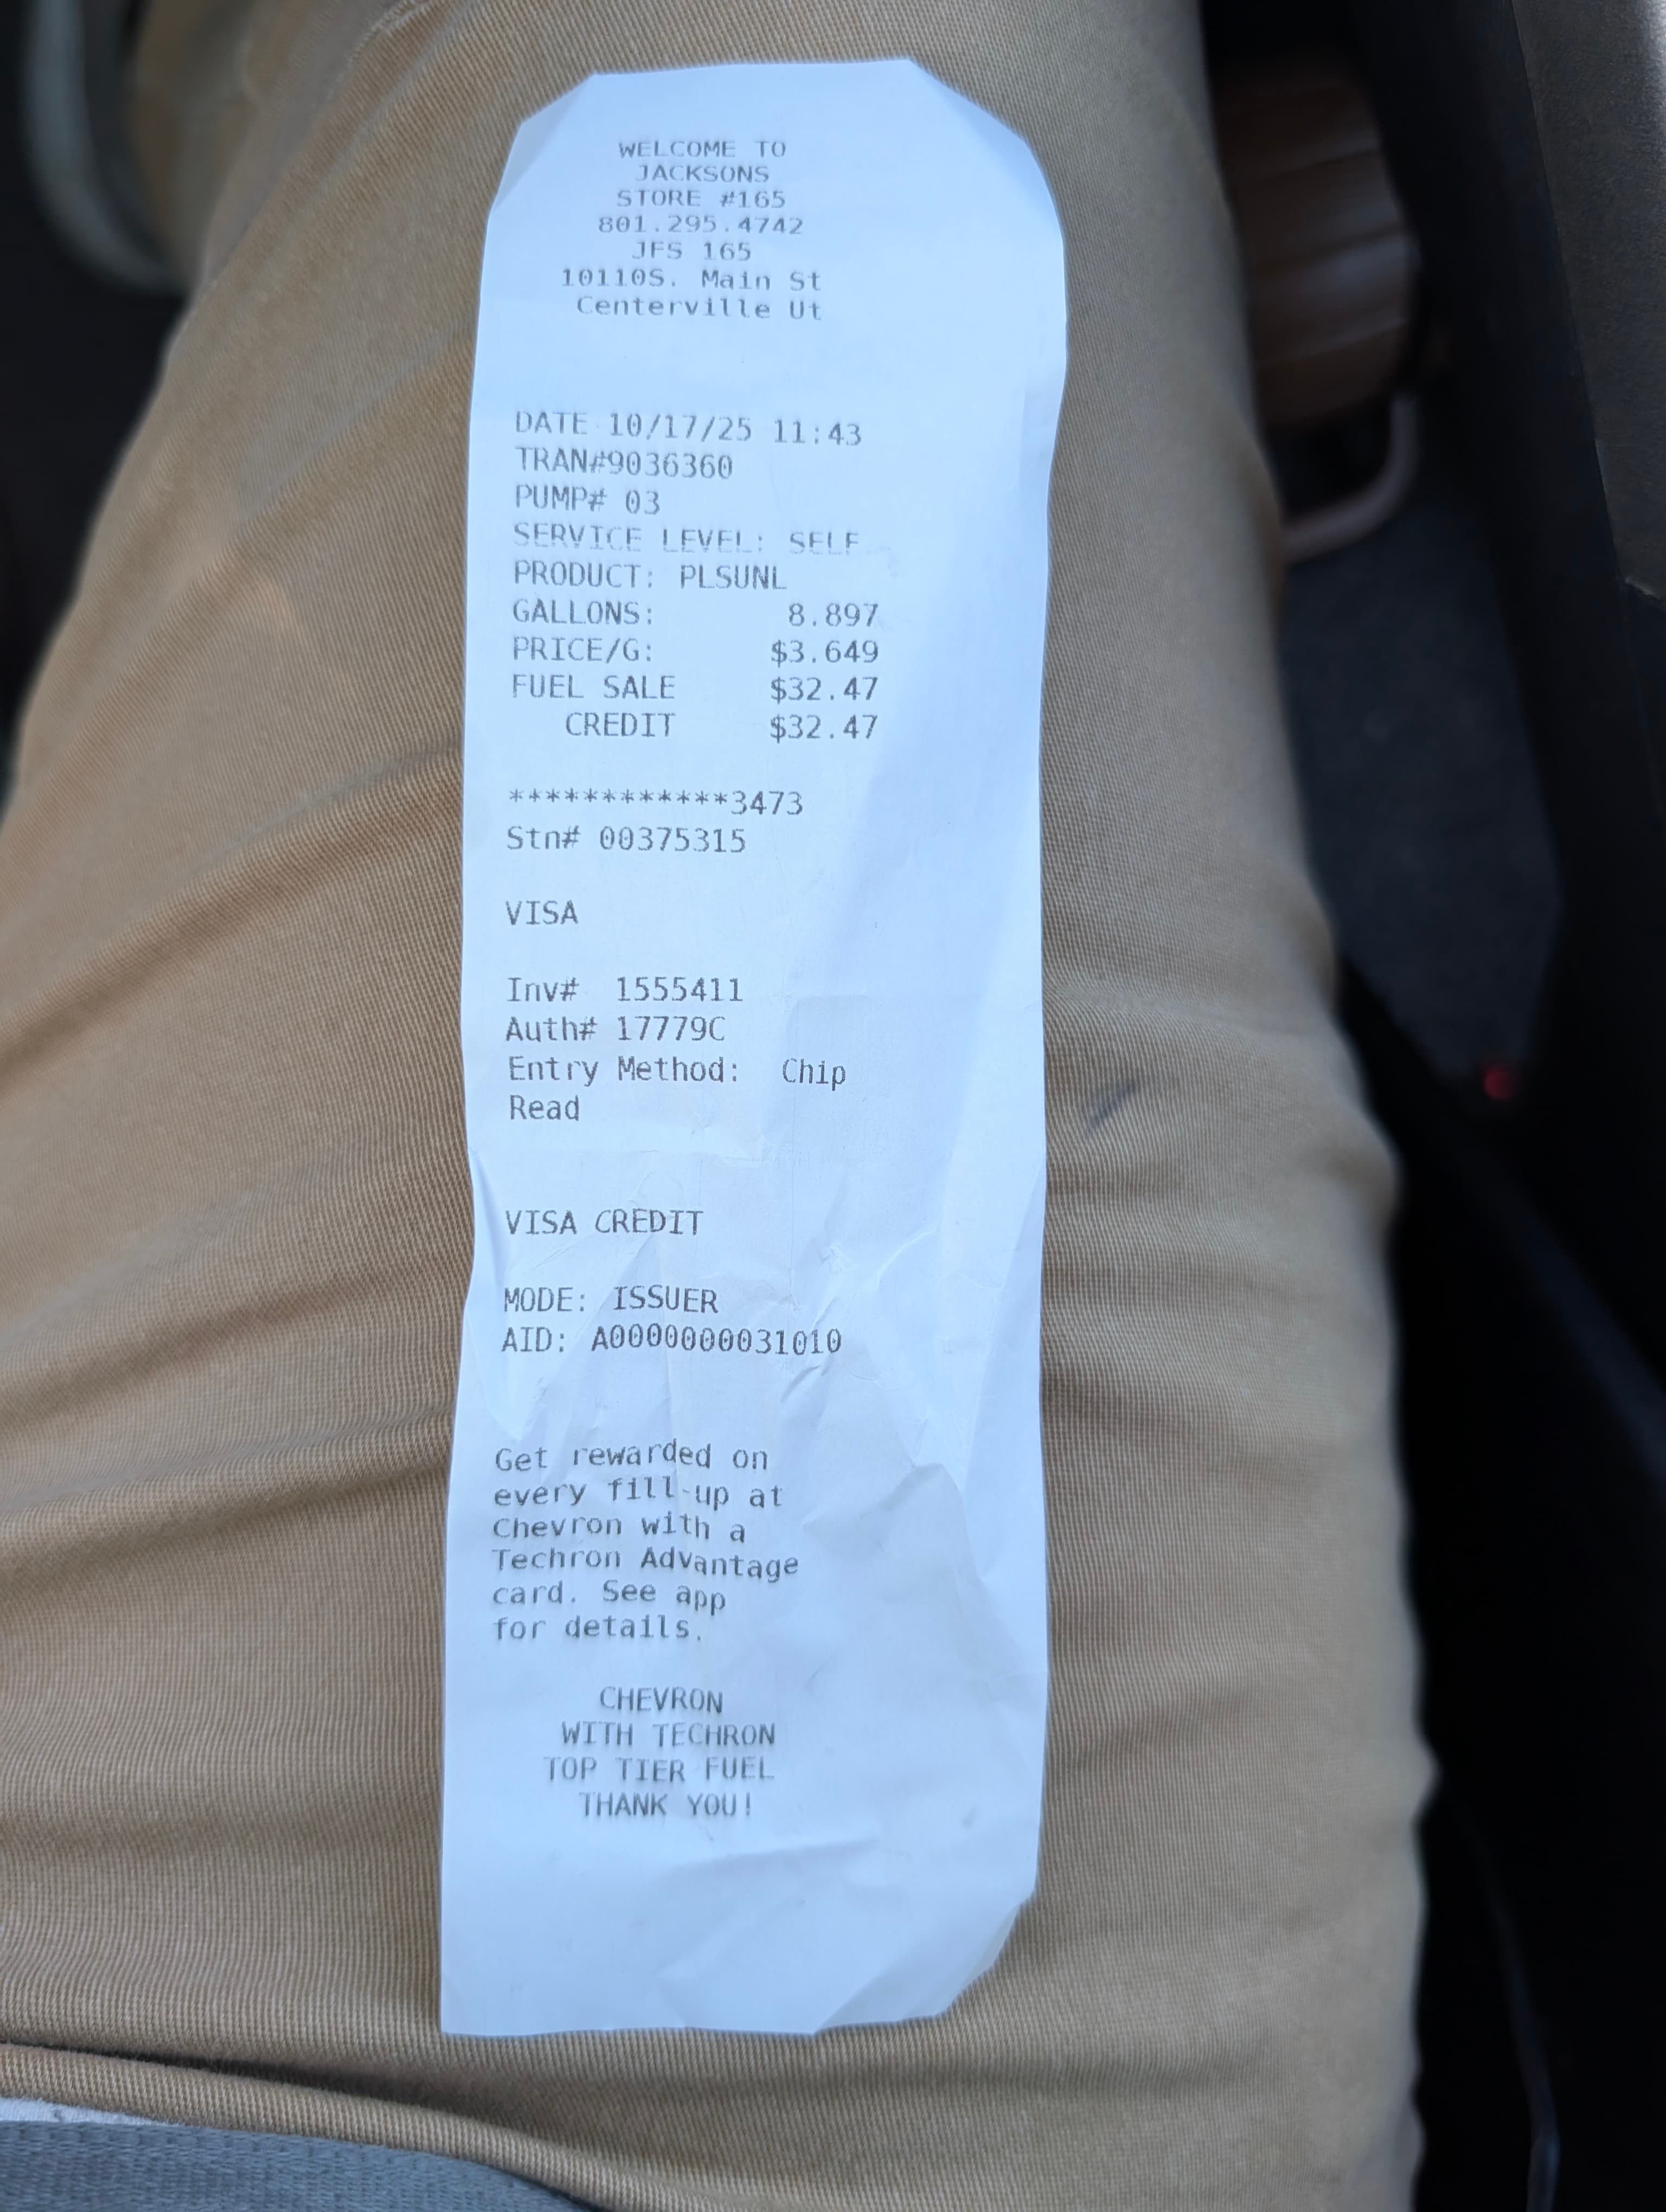 WELCOME TO
JACKSONS
STORE #165
801.295.4742
JFS 165
10110S. Main St
Centerville Ut
DATE 10/17/25 11:43
TRAN#9036360
PUMP# 03
SERVICE LEVEL: SELF
PRODUCT: PLSUNL
GALLONS: 8.897
PRICE/G: $3.649
FUEL SALE $32.47
CREDIT $32.47
************3473
Stn# 00375315
VISA
Inv# 1555411
Auth# 17779C
Entry Method: Chip
Read
VISA CREDIT
MODE: ISSUER
AID: A0000000031010
Get rewarded on
every fill-up at
Chevron with a
Techron Advantage
card. See app
for details.
CHEVRON
WITH TECHRON
TOP TIER FUEL
THANK YOU!